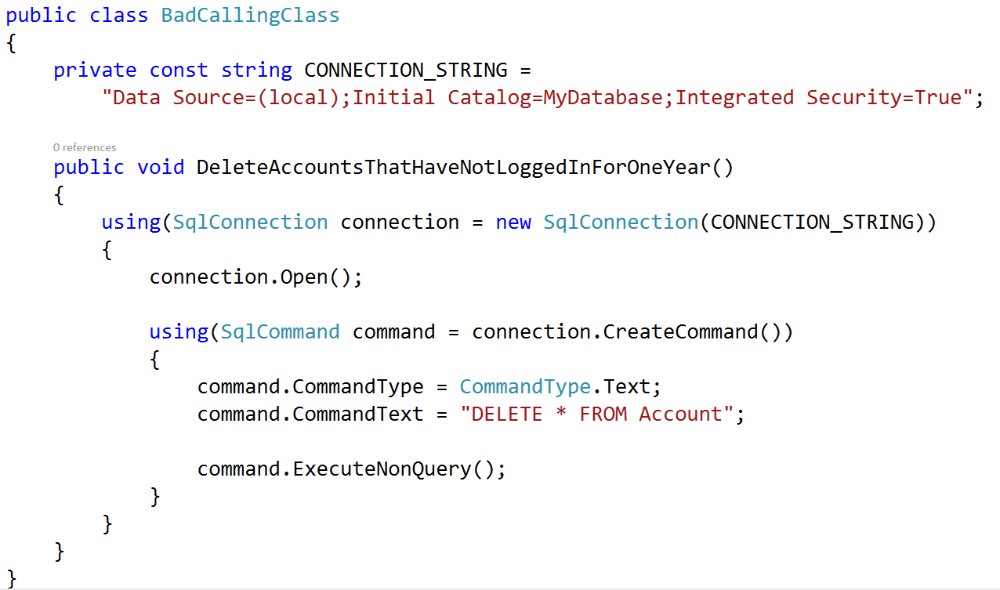 public class BadCallingClass
{
    private const string CONNECTION_STRING =
        "Data Source=(local);Initial Catalog=MyDatabase;Integrated Security=True";

    0 references
    public void DeleteAccountsThatHaveNotLoggedInForOneYear()
    {
        using(SqlConnection connection = new SqlConnection(CONNECTION_STRING))
        {
            connection.Open();

            using(SqlCommand command = connection.CreateCommand())
            {
                command.CommandType = CommandType.Text;
                command.CommandText = "DELETE * FROM Account";

                command.ExecuteNonQuery();
            }
        }
    }
}